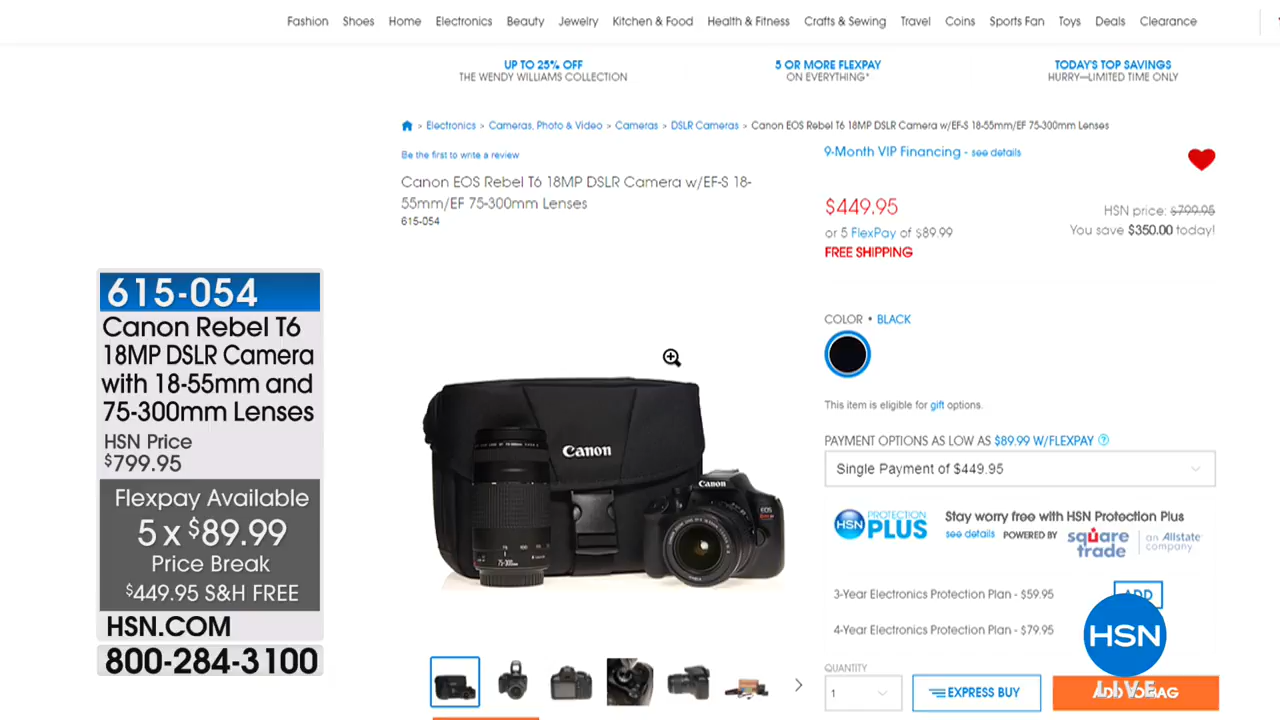 Fashion Shoes Home Electronics Beauty Jewelry Kitchen & Food Health & Fitness Crafts & Sewing Travel Coins Sports Fan Toys Deals Clearance
UP TO 25% OFF
THE WENDY WILLIAMS COLLECTION
5 OR MORE FLEXPAY
ON EVERYTHING*
TODAY'S TOP SAVINGS
HURRY—LIMITED TIME ONLY
> Electronics > Cameras, Photo & Video > Cameras > DSLR Cameras > Canon EOS Rebel T6 18MP DSLR Camera w/EF-S 18-55mm/EF 75-300mm Lenses
Be the first to write a review
Canon EOS Rebel T6 18MP DSLR Camera w/EF-S 18-
55mm/EF 75-300mm Lenses
615-054
9-Month VIP Financing - see details
$449.95
HSN price: $799.95
or 5 FlexPay of $89.99
You save $350.00 today!
FREE SHIPPING
COLOR • BLACK
This item is eligible for gift options.
PAYMENT OPTIONS AS LOW AS $89.99 W/FLEXPAY ?
Single Payment of $449.95
HSN PROTECTION PLUS
Stay worry free with HSN Protection Plus
see details POWERED BY square trade an Allstate company
3-Year Electronics Protection Plan - $59.95
ADD
4-Year Electronics Protection Plan - $79.95
QUANTITY
1
EXPRESS BUY
ADD TO BAG
HSN
LIVE
Canon
Canon
EOS
75-300mm
615-054
Canon Rebel T6
18MP DSLR Camera
with 18-55mm and
75-300mm Lenses
HSN Price
$799.95
Flexpay Available
5 x $89.99
Price Break
$449.95 S&H FREE
HSN.COM
800-284-3100